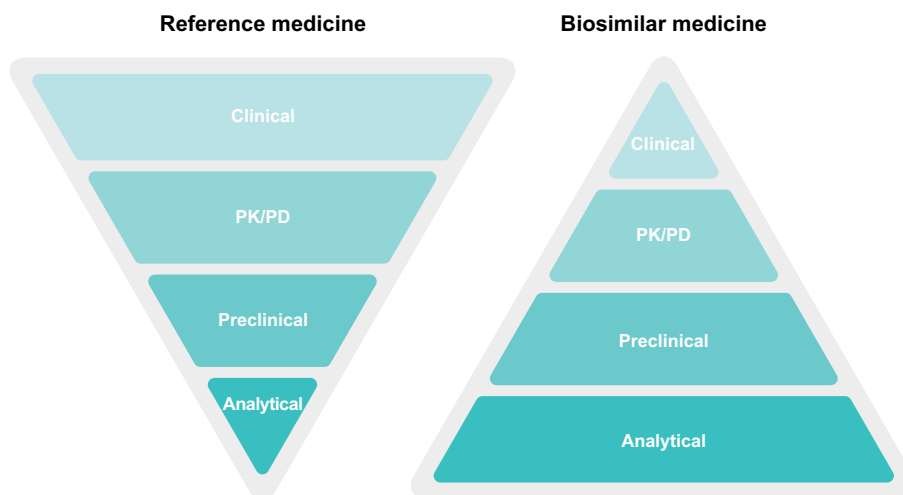 Reference medicine
Clinical
PK/PD
Preclinical
Analytical
Biosimilar medicine
Clinical
PK/PD
Preclinical
Analytical